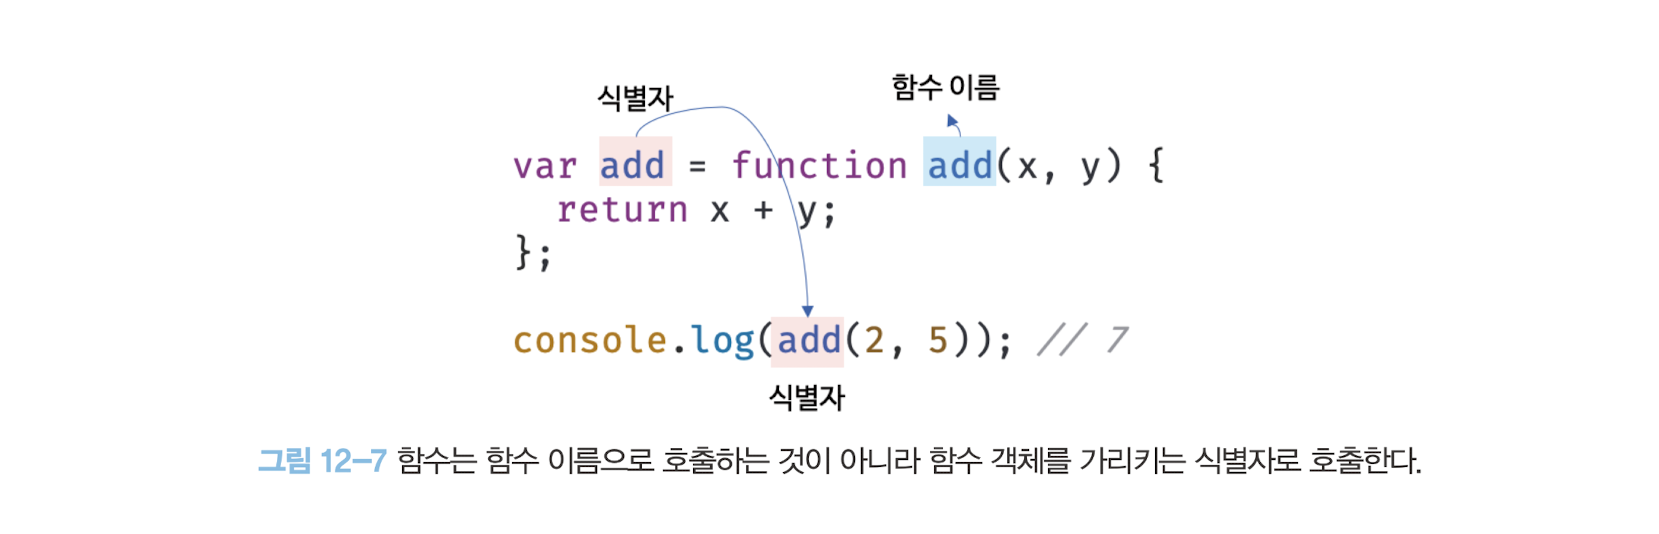 식별자
함수 이름
var add = function add(x, y) {
  return x + y;
};
console.log(add(2, 5)); // 7
식별자
그림 12-7 함수는 함수 이름으로 호출하는 것이 아니라 함수 객체를 가리키는 식별자로 호출한다.